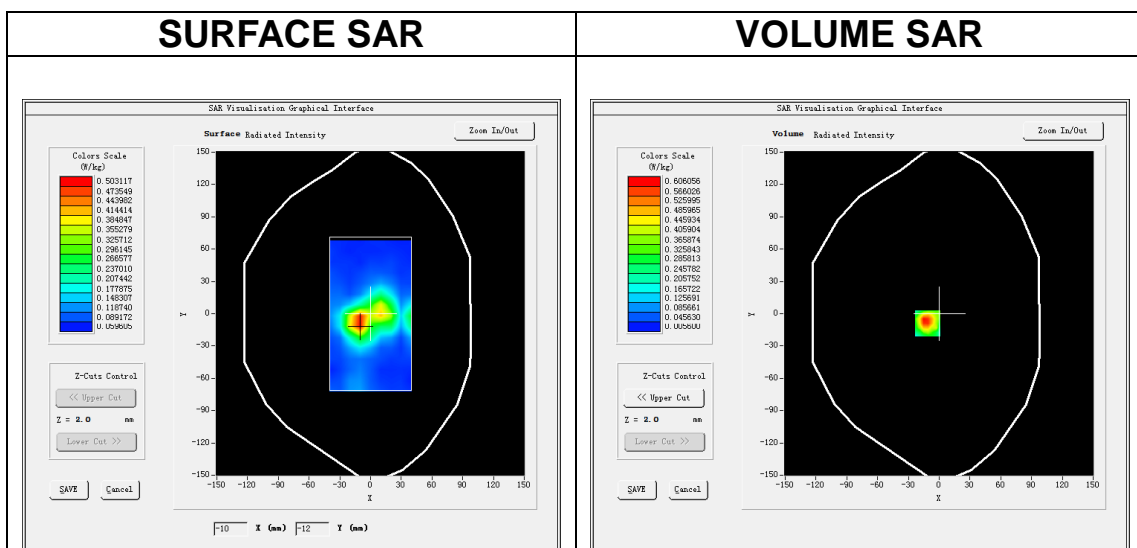 SURFACE SAR
VOLUME SAR
SAR Visualisation Graphical Interface
Surface Radiated Intensity
Zoom In/Out
Colors Scale
(W/kg)
0.503117
0.473549
0.443982
0.414414
0.384847
0.355279
0.325712
0.296145
0.266577
0.237010
0.207442
0.177875
0.148307
0.118740
0.089172
0.059605
Z-Cuts Control
<< Upper Cut
Z = 2.0 mm
Lower Cut >>
SAVE Cancel
150
120
90
60
30
0
-30
-60
-90
-120
-150
Y
-150 -120 -90 -60 -30 0 30 60 90 120 150
X
-10 X (mm) -12 Y (mm)
SAR Visualisation Graphical Interface
Volume Radiated Intensity
Zoom In/Out
Colors Scale
(W/kg)
0.606056
0.566026
0.525995
0.485965
0.445934
0.405904
0.365874
0.325843
0.285813
0.245782
0.205752
0.165722
0.125691
0.085661
0.045630
0.005600
Z-Cuts Control
<< Upper Cut
Z = 2.0 mm
Lower Cut >>
SAVE Cancel
150
120
90
60
30
0
-30
-60
-90
-120
-150
Y
-150 -120 -90 -60 -30 0 30 60 90 120 150
X